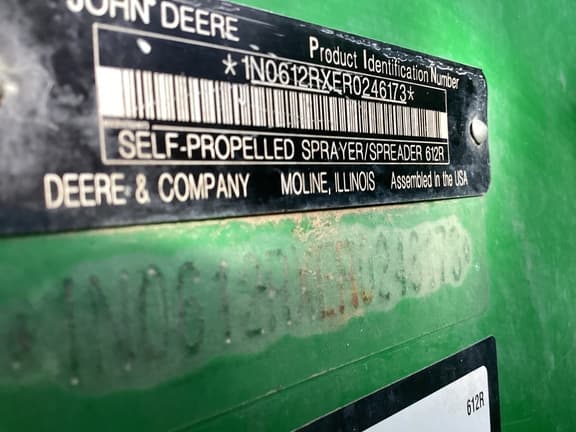 JOHN DEERE
Product Identification Number
*1N0612RXER0246173*
SELF-PROPELLED SPRAYER/SPREADER 612R
DEERE & COMPANY MOLINE, ILLINOIS Assembled in the USA
612R